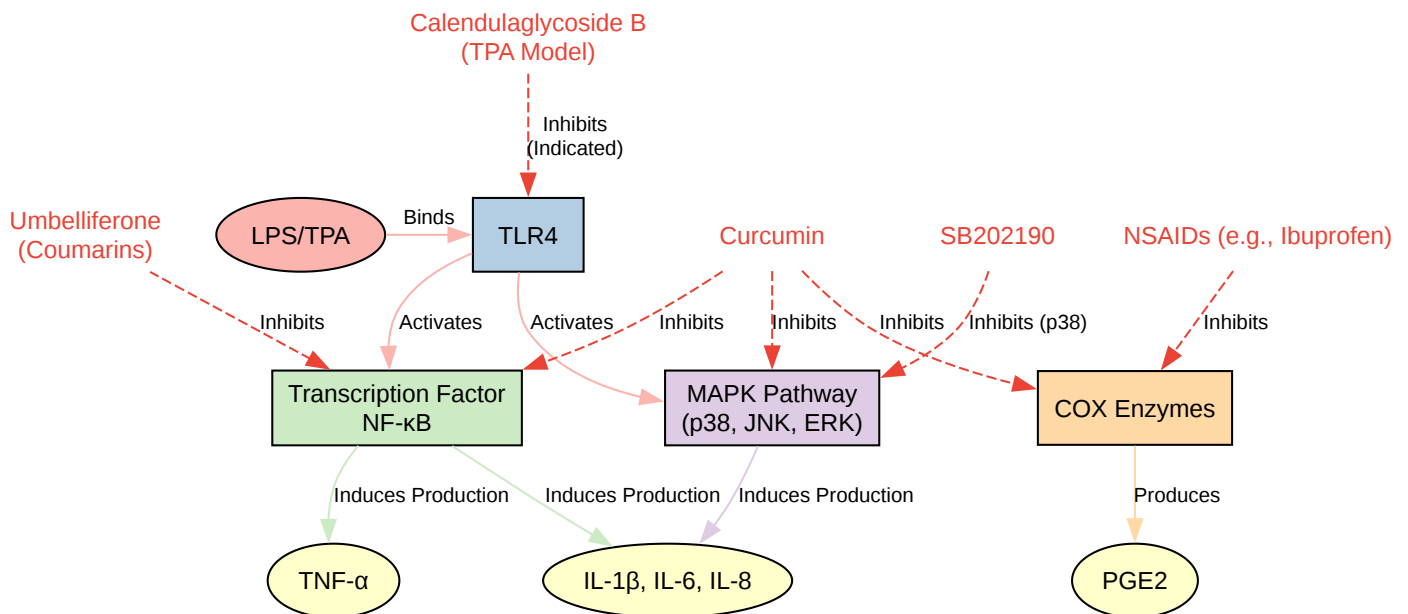 Calendulaglycoside B
(TPA Model)
Inhibits
(Indicated)
Umbelliferone
(Coumarins)
LPS/TPA
Binds
TLR4
Curcumin
SB202190
NSAIDs (e.g., Ibuprofen)
Inhibits
Activates
Activates
Inhibits
Inhibits
Inhibits
Inhibits (p38)
Inhibits
Transcription Factor
NF-κB
MAPK Pathway
(p38, JNK, ERK)
COX Enzymes
Induces Production
Induces Production
Induces Production
Produces
TNF-α
IL-1β, IL-6, IL-8
PGE2